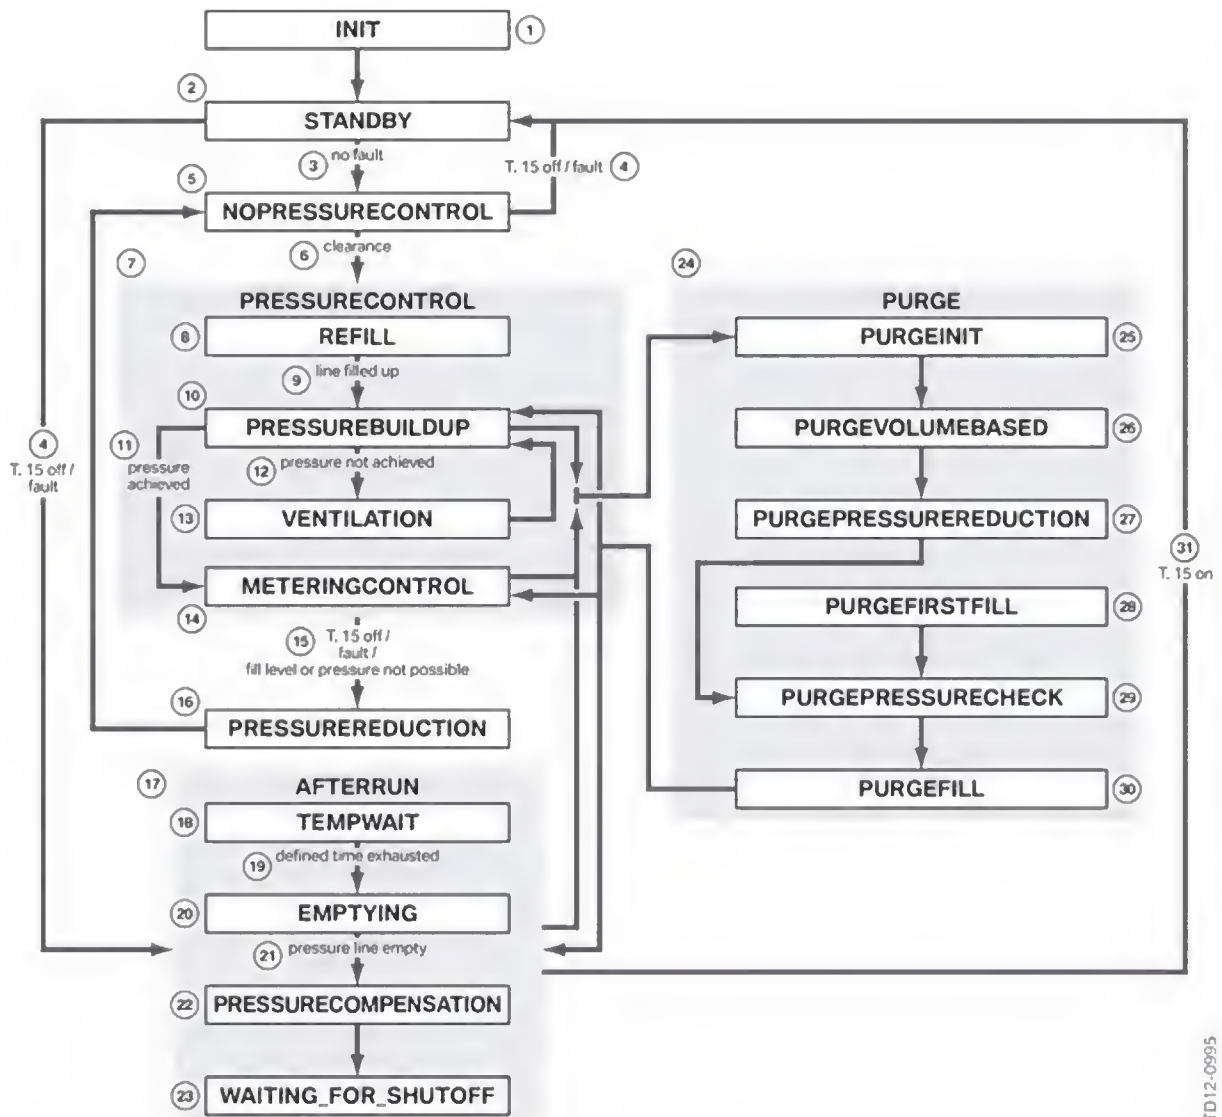 INIT
1
2
STANDBY
3
no fault
T. 15 off / fault
4
5
NOPRESSURECONTROL
6
clearance
7
24
PRESSURECONTROL
PURGE
8
REFILL
PURGEINIT
25
9
line filled up
10
PRESSUREBUILDUP
PURGEVOLUMEBASED
26
4
T. 15 off /
fault
11
pressure
achieved
12
pressure not achieved
13
VENTILATION
PURGEPRESSUREREDUCTION
27
31
T. 15 on
METERINGCONTROL
14
PURGEFIRSTFILL
28
15
T. 15 off /
fault /
fill level or pressure not possible
16
PRESSUREREDUCTION
PURGEPRESSURECHECK
29
17
AFTERRUN
PURGEFILL
30
18
TEMPWAIT
19
defined time exhausted
20
EMPTYING
21
pressure line empty
22
PRESSURECOMPENSATION
23
WAITING_FOR_SHUTOFF
TD12-0995